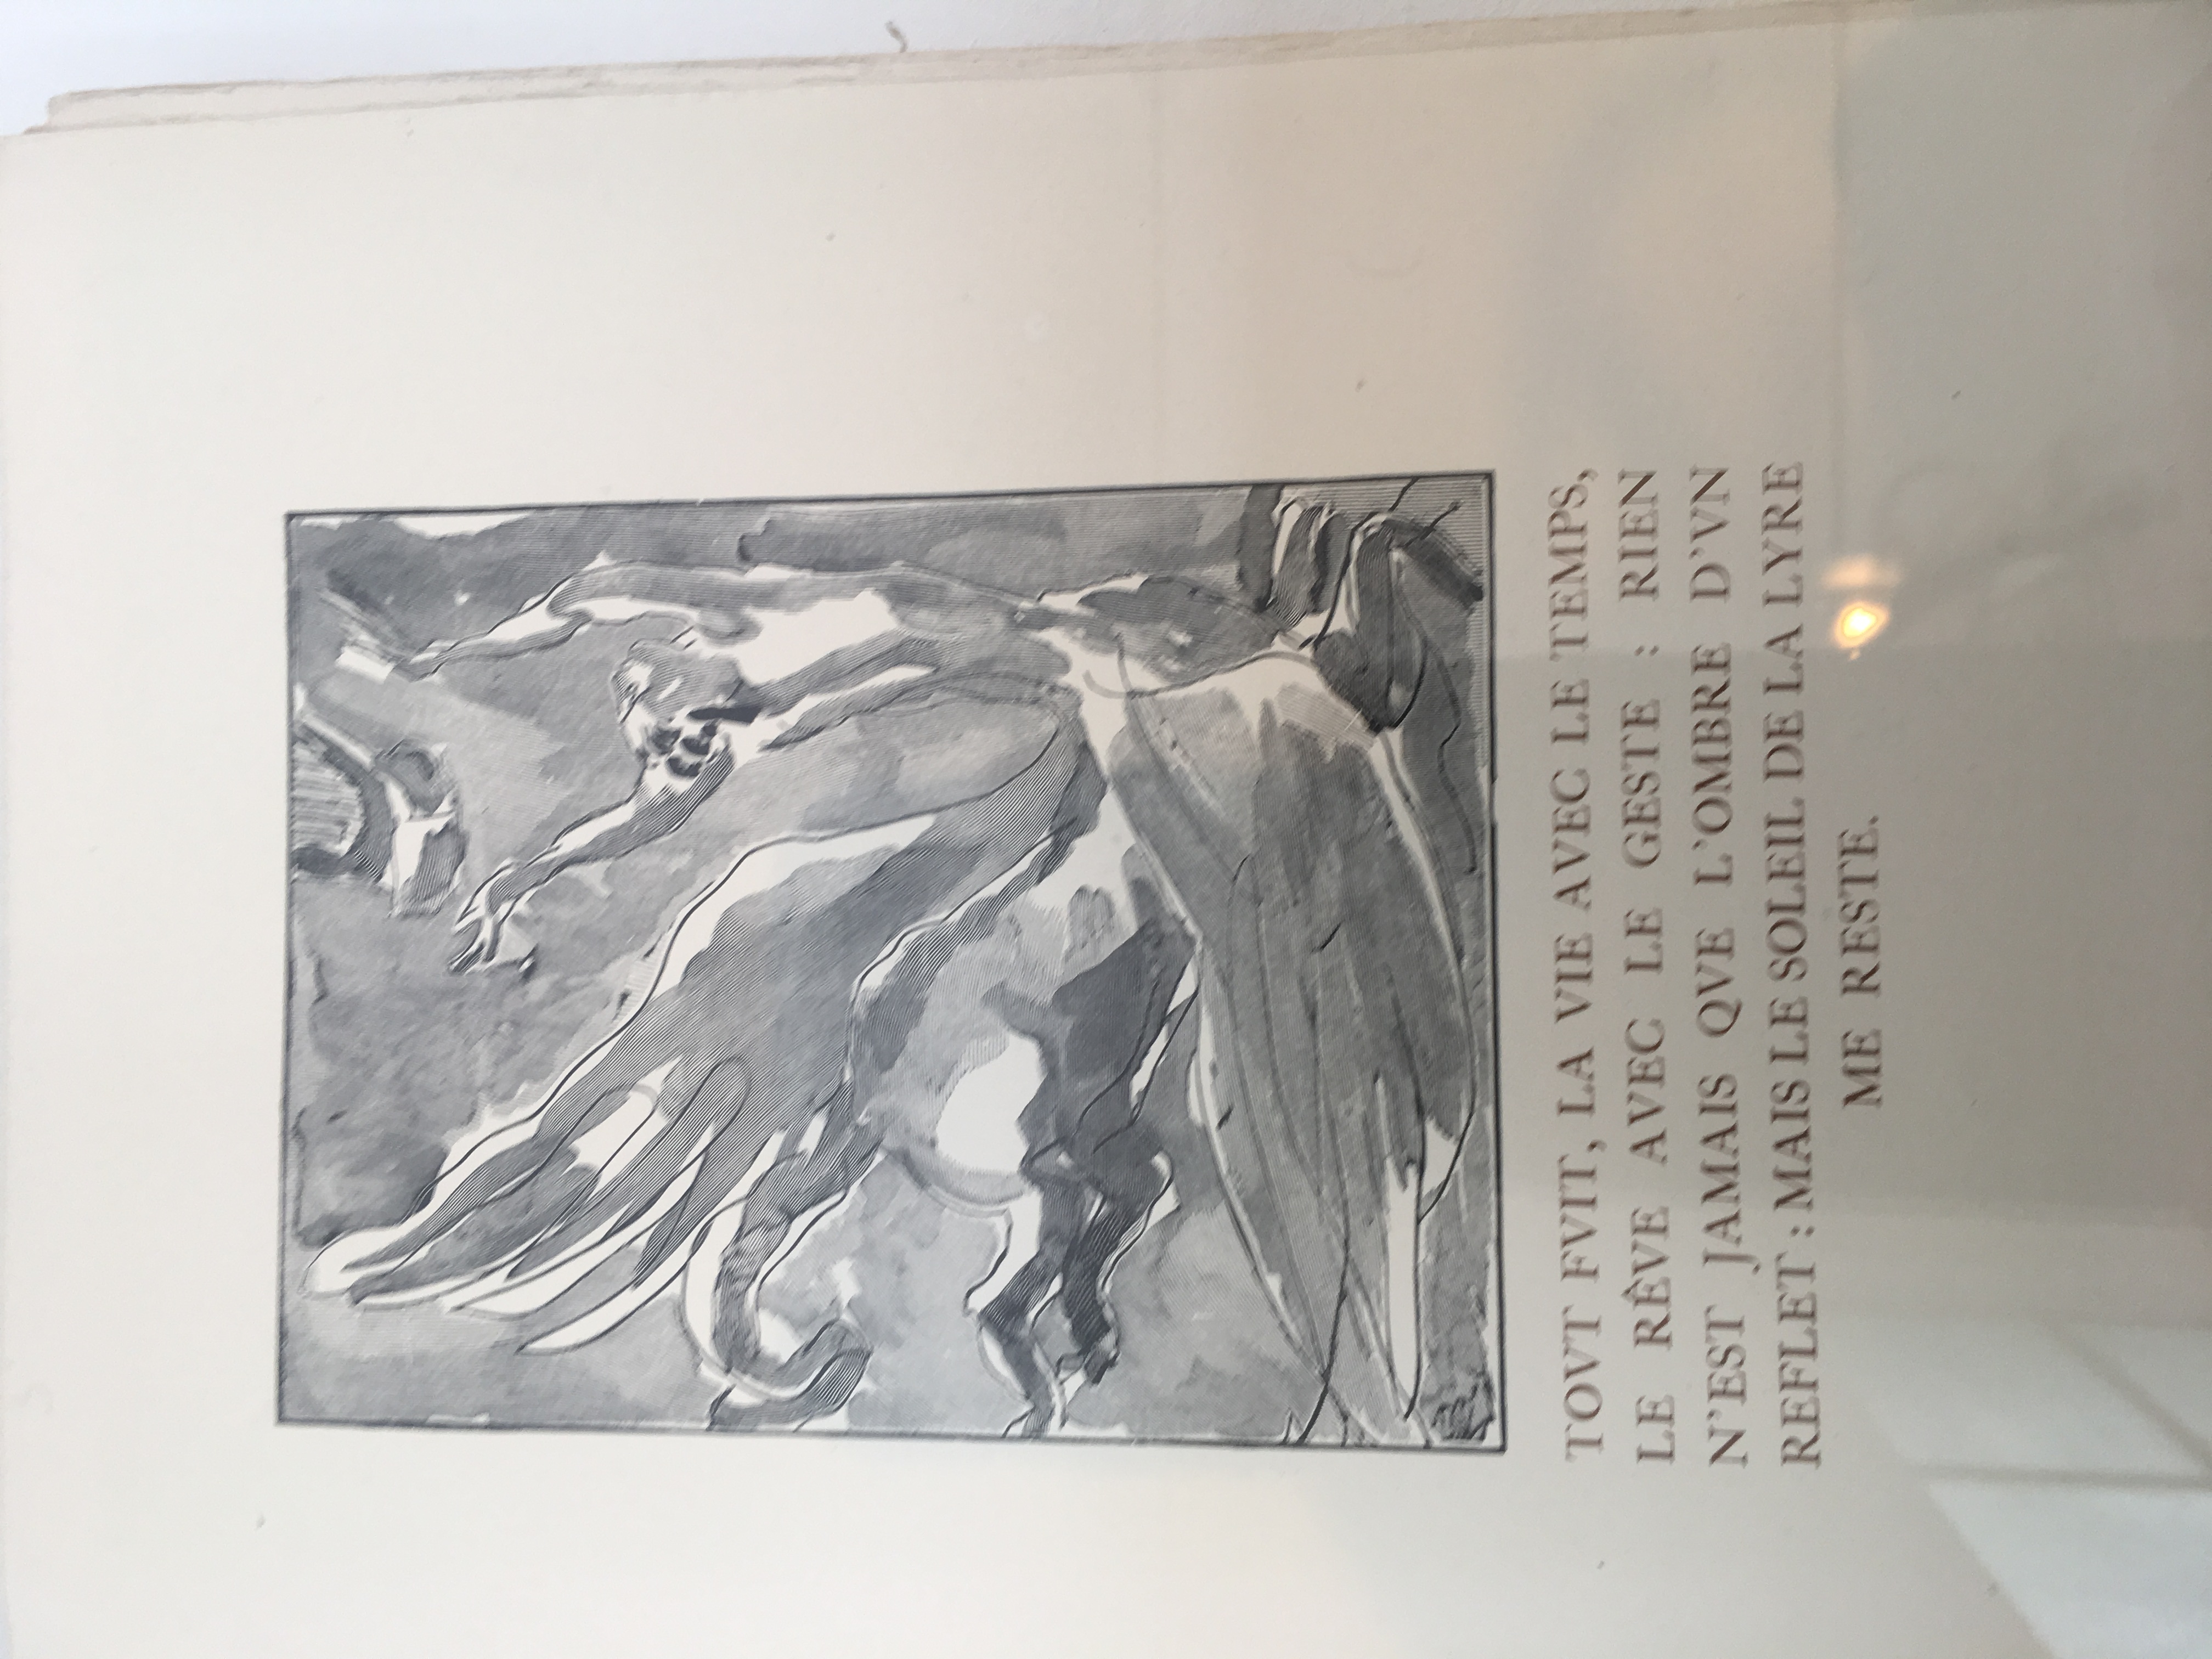 TOVT FVIT, LA VIE AVEC LE TEMPS,
LE RÊVE AVEC LE GESTE : RIEN
N'EST JAMAIS QVE L'OMBRE D'VN
REFLET : MAIS LE SOLEIL DE LA LYRE
ME RESTE.